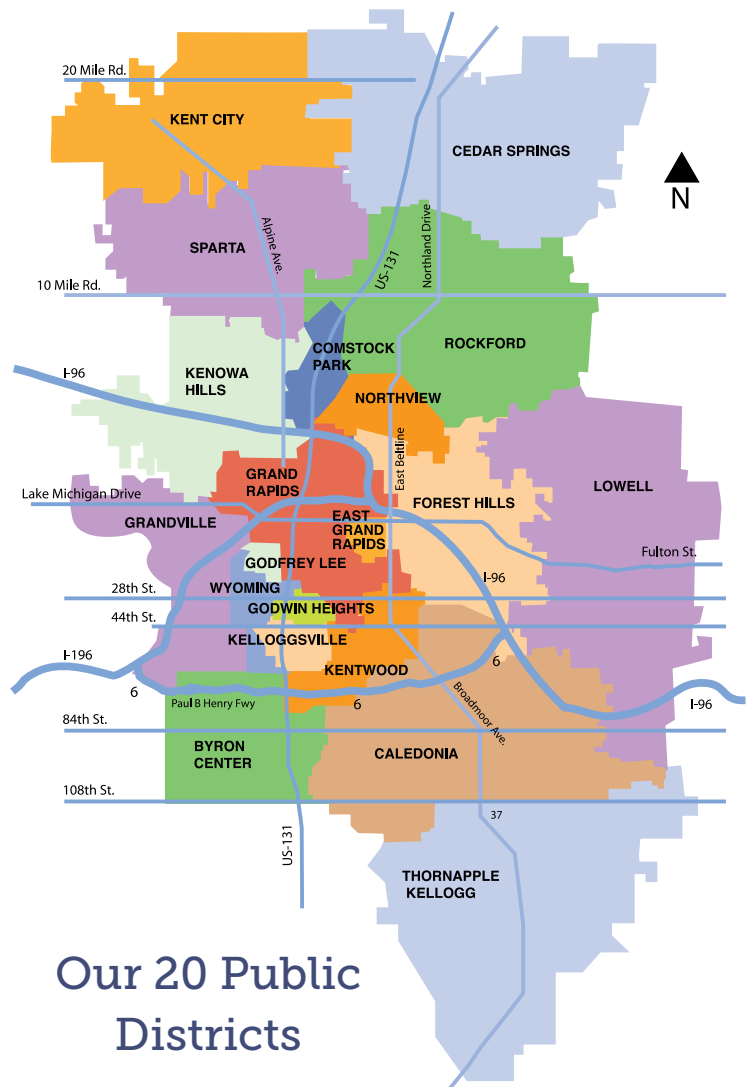 20 Mile Rd.
KENT CITY
CEDAR SPRINGS
N
Northland Drive
SPARTA
Alpine Ave.
US-131
10 Mile Rd.
ROCKFORD
COMSTOCK
PARK
I-96
KENOWA
HILLS
NORTHVIEW
East Beltline
GRAND
RAPIDS
LOWELL
Lake Michigan Drive
FOREST HILLS
GRANDVILLE
EAST
GRAND
RAPIDS
Fulton St.
GODFREY LEE
I-96
28th St.
WYOMING
GODWIN HEIGHTS
44th St.
KELLOGGSVILLE
I-196
KENTWOOD
6
6
Paul B Henry Fwy
6
Broadmoor Ave.
I-96
84th St.
BYRON
CENTER
CALEDONIA
108th St.
37
US-131
THORNAPPLE
KELLOGG
Our 20 Public
Districts